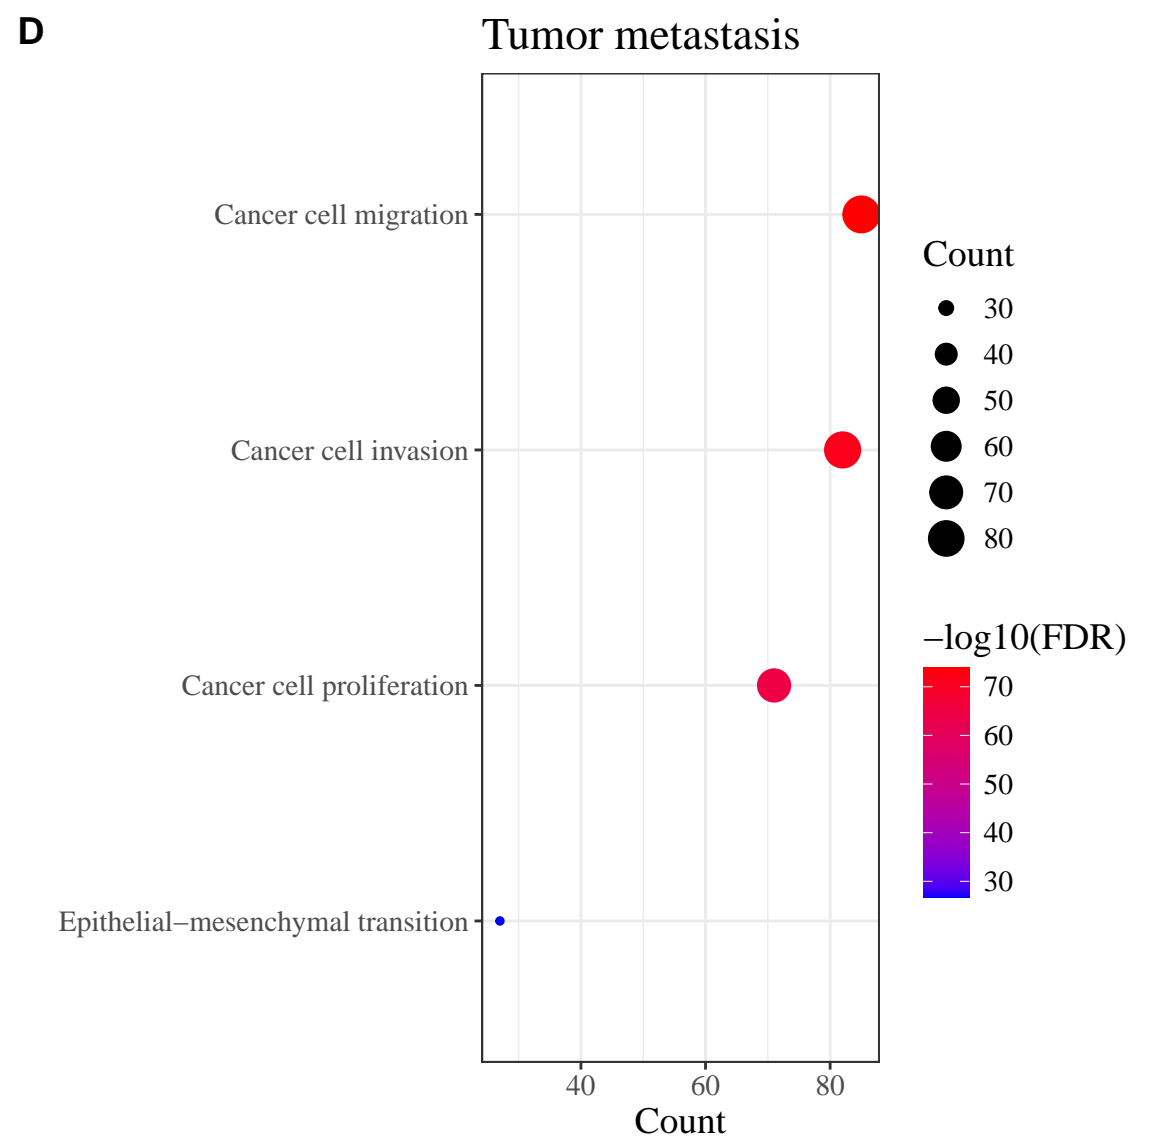 D
Tumor metastasis
Cancer cell migration
Cancer cell invasion
Cancer cell proliferation
Epithelial−mesenchymal transition
40 60 80
Count
Count
30
40
50
60
70
80
−log10(FDR)
70
60
50
40
30